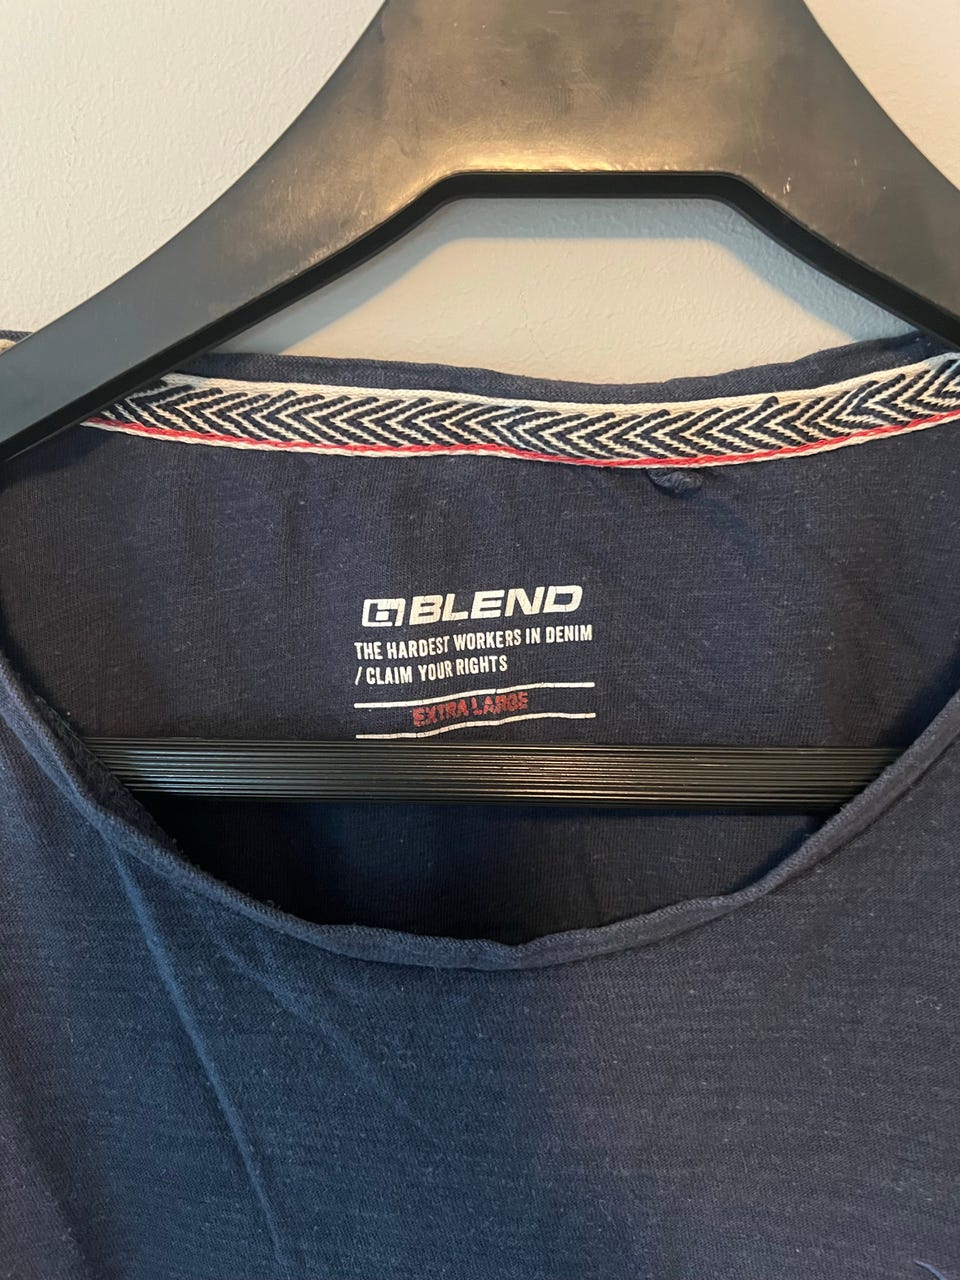 BLEND
THE HARDEST WORKERS IN DENIM
/ CLAIM YOUR RIGHTS
EXTRA LARGE